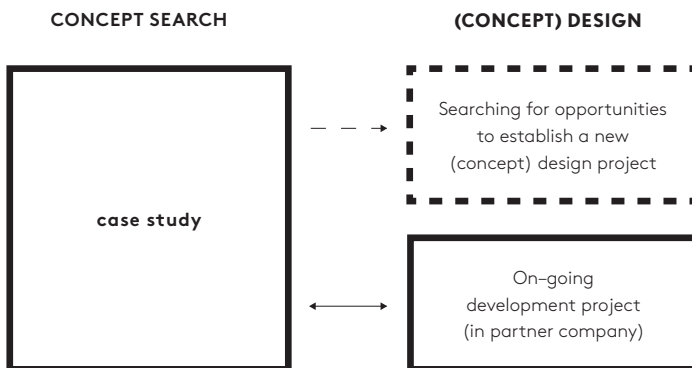 CONCEPT SEARCH
(CONCEPT) DESIGN
case study
Searching for opportunities
to establish a new
(concept) design project
On–going
development project
(in partner company)